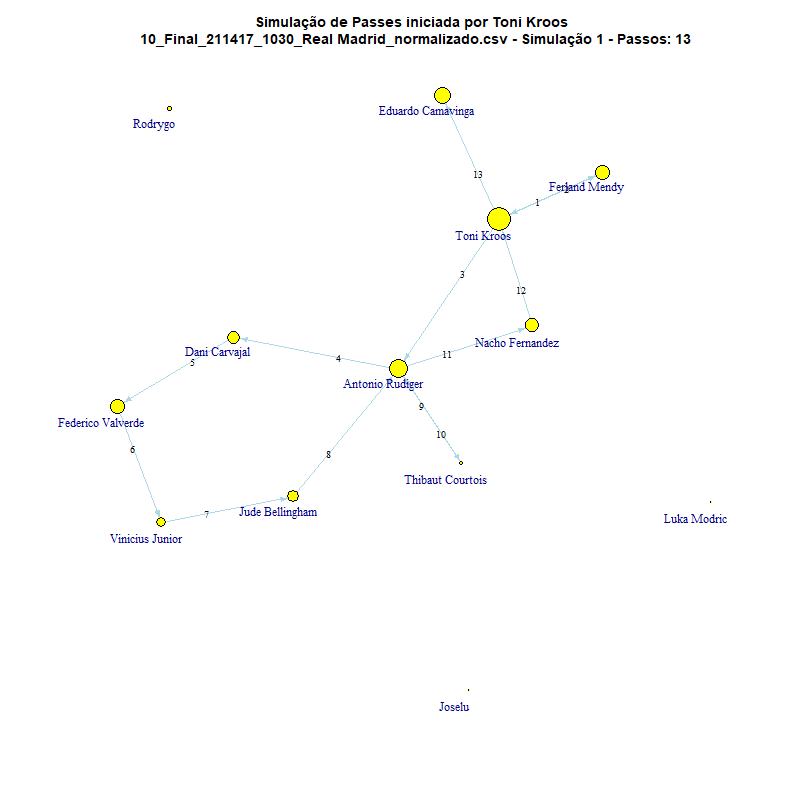 Simulação de Passes iniciada por Toni Kroos
10_Final_211417_1030_Real Madrid_normalizado.csv - Simulação 1 - Passos: 13
Eduardo Camavinga
Rodrygo
13
Ferland Mendy
1
Toni Kroos
3
12
Nacho Fernandez
Dani Carvajal
4
11
5
Antonio Rudiger
9
Federico Valverde
10
6
8
Thibaut Courtois
7
Jude Bellingham
Luka Modric
Vinicius Junior
Joselu